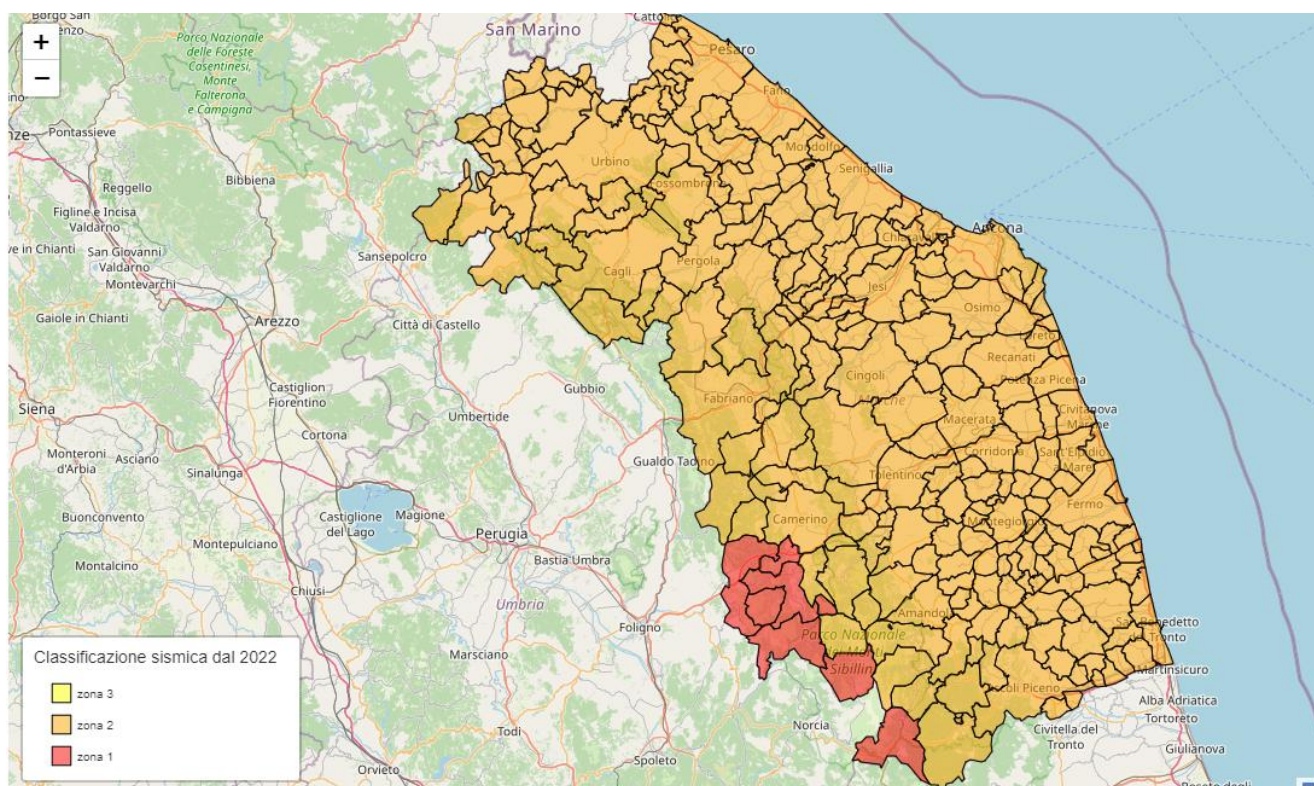 Borgo San
Lorenzo
Cattolica
San Marino
Parco Nazionale
delle Foreste
Casentinesi,
Monte
Falterona
e Campigna
Pesaro
Fano
Pontassieve
Mondolfo
Urbino
Senigallia
Bibbiena
Fossombrone
Reggello
Figline e Incisa
Valdarno
Ancona
Chiaravalle
San Giovanni
Valdarno
Sansepolcro
Pergola
Cagli
Montevarchi
Jesi
Osimo
Gaiole in Chianti
Arezzo
Città di Castello
Loreto
Recanati
Cingoli
Potenza Picena
Castiglion
Fiorentino
Gubbio
Fabriano
Marche
Siena
Umbertide
Civitanova
Marche
Macerata
Cortona
Corridonia
Monteroni
d'Arbia
Asciano
Sinalunga
Gualdo Tadino
Sant'Elpidio
a Mare
Tolentino
Fermo
Buonconvento
Castiglione
del Lago
Magione
Camerino
Montegiorgio
Perugia
Montepulciano
Bastia Umbra
Montalcino
Chiusi
Umbria
Amandola
Foligno
San Benedetto
del Tronto
Parco Nazionale
dei Monti
Sibillini
Marsciano
Martinsicuro
Ascoli Piceno
Alba Adriatica
Tortoreto
Norcia
Civitella del
Tronto
Todi
Giulianova
Spoleto
Orvieto
Roseto degli
+
−
Classificazione sismica dal 2022
zona 3
zona 2
zona 1